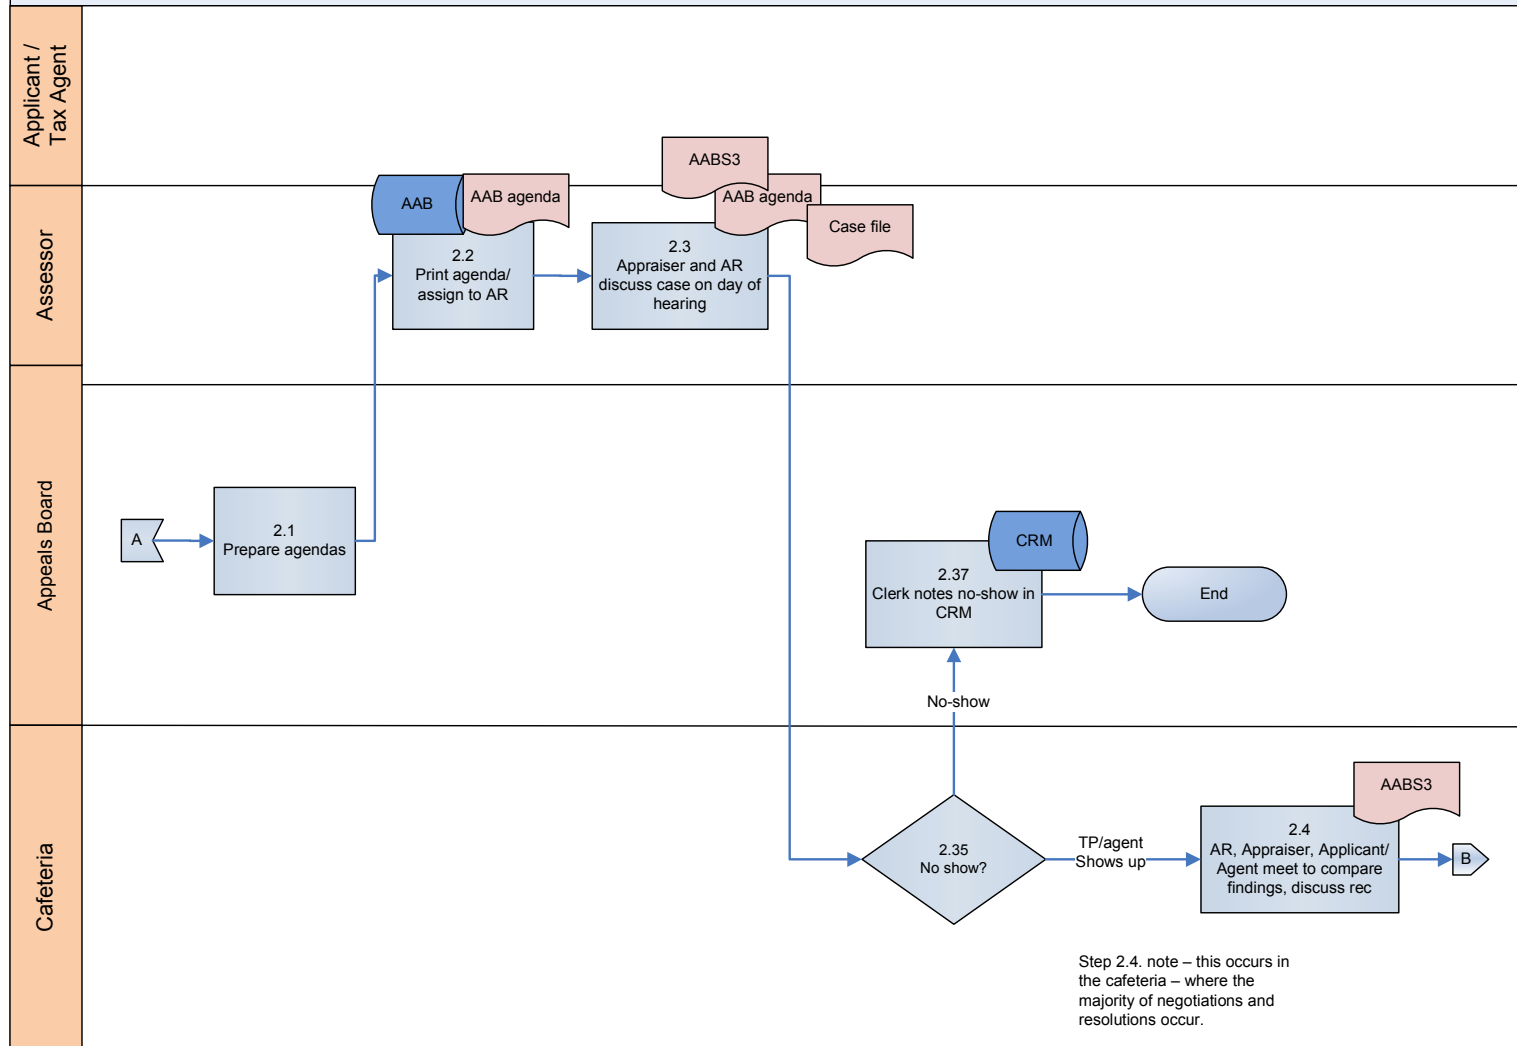 Applicant /
Tax Agent
AABS3
AAB
AAB agenda
AAB agenda
Case file
Assessor
2.2
Print agenda/
assign to AR
2.3
Appraiser and AR
discuss case on day of
hearing
Appeals Board
A
2.1
Prepare agendas
CRM
2.37
Clerk notes no-show in
CRM
End
No-show
Cafeteria
2.35
No show?
TP/agent
Shows up
AABS3
2.4
AR, Appraiser, Applicant/
Agent meet to compare
findings, discuss rec
B
Step 2.4. note – this occurs in
the cafeteria – where the
majority of negotiations and
resolutions occur.